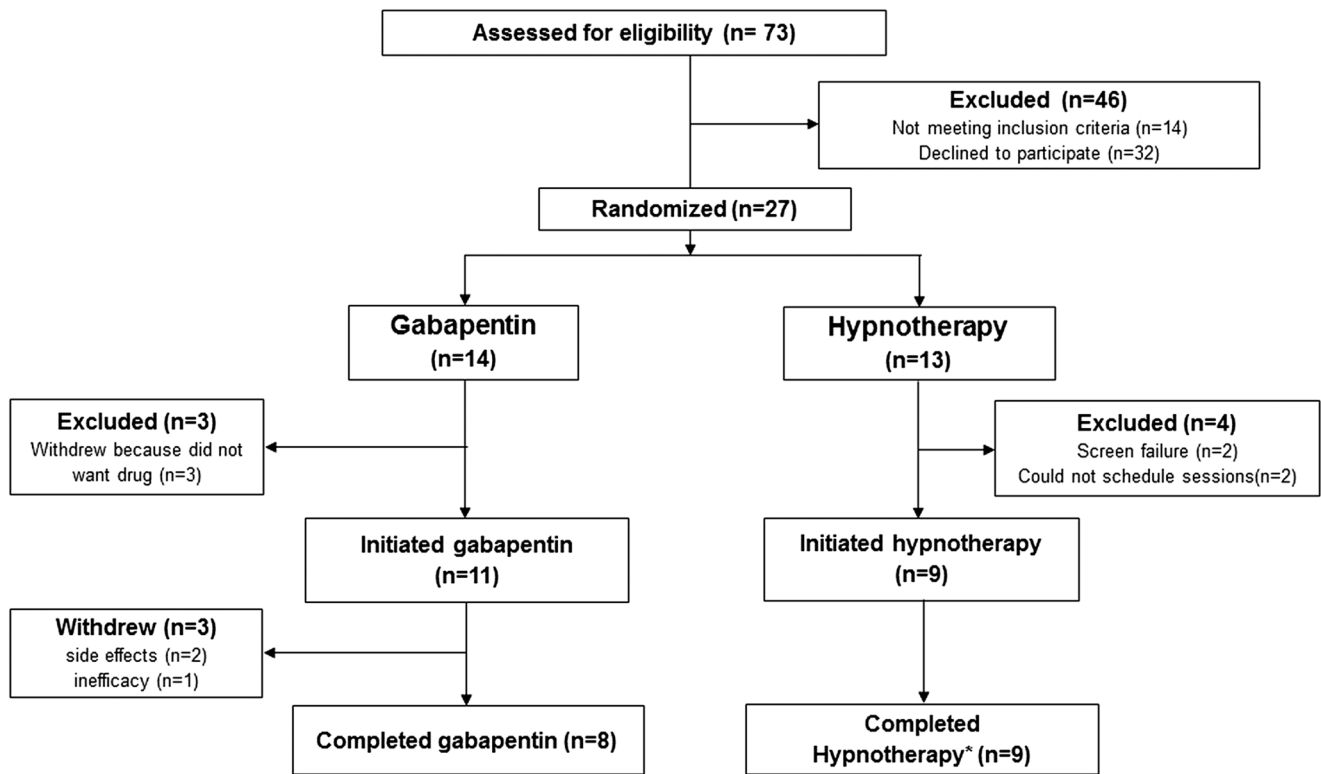 Assessed for eligibility (n= 73)
Excluded (n=46)
Not meeting inclusion criteria (n=14)
Declined to participate (n=32)
Randomized (n=27)
Gabapentin
(n=14)
Hypnotherapy
(n=13)
Excluded (n=3)
Withdrew because did not
want drug (n=3)
Excluded (n=4)
Screen failure (n=2)
Could not schedule sessions(n=2)
Initiated gabapentin
(n=11)
Initiated hypnotherapy
(n=9)
Withdrew (n=3)
side effects (n=2)
inefficacy (n=1)
Completed gabapentin (n=8)
Completed
Hypnotherapy* (n=9)